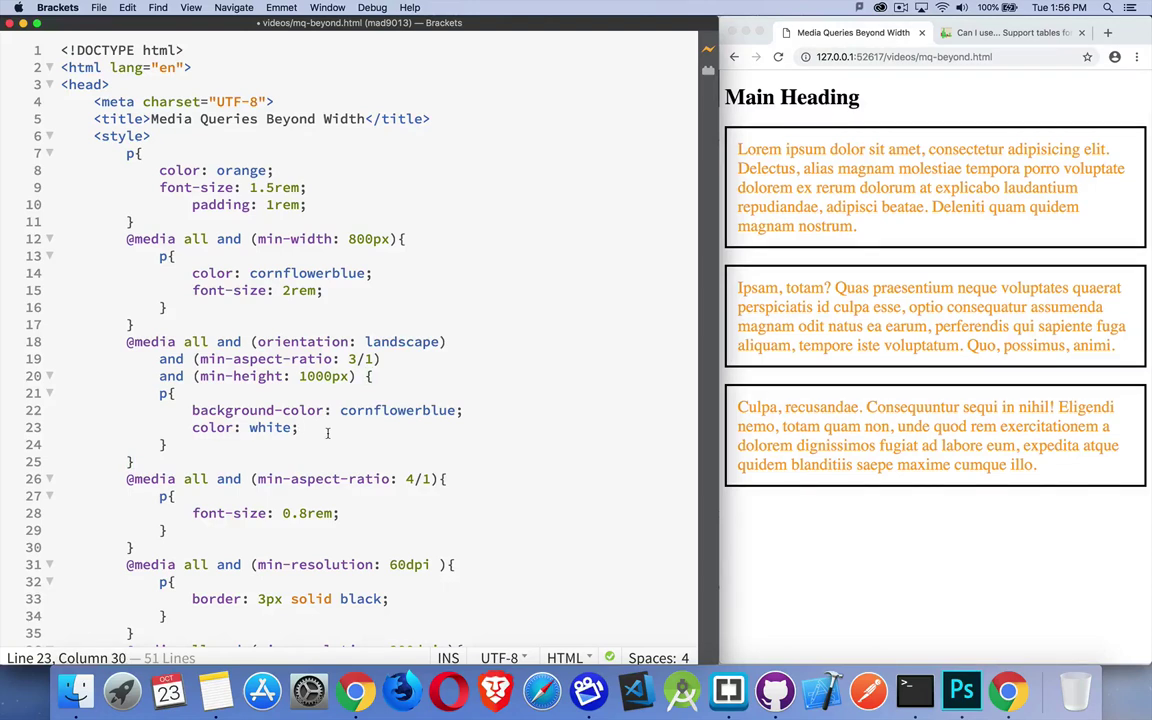 Brackets File Edit Find View Navigate Debug Help 100% Tue 1:56 PM
• videos/mq-beyond.html (mad9013) — Brackets
1 <!DOCTYPE html>
2 <html lang="en">
3 <head>
4 <meta charset="UTF-8">
5 <title>Media Queries Beyond Width</title>
6 <style>
7 p{
8 color: orange;
9 font-size: 1.5rem;
10 padding: 1rem;
11 }
12 @media all and (min-width: 800px){
13 p{
14 color: cornflowerblue;
15 font-size: 2rem;
16 }
17 }
18 @media all and (orientation: landscape)
19 and (min-aspect-ratio: 3/1)
20 and (min-height: 1000px) {
21 p{
22 background-color: cornflowerblue;
23 color: white;
24 }
25 }
26 @media all and (min-aspect-ratio: 4/1){
27 p{
28 font-size: 0.8rem;
29 }
30 }
31 @media all and (min-resolution: 60dpi ){
32 p{
33 border: 3px solid black;
34 }
35 }
Line 23, Column 30 — 51 Lines INS UTF-8 HTML Spaces: 4
Media Queries Beyond Width × Can I use... Support tables fo ×
127.0.0.1:52617/videos/mq-beyond.html
Main Heading
Lorem ipsum dolor sit amet, consectetur adipisicing elit.
Delectus, alias magnam molestiae tempora porro voluptate
dolorem ex rerum dolorum at explicabo laudantium
repudiandae, adipisci beatae. Deleniti quam quidem
magnam nostrum.
Ipsam, totam? Quas praesentium neque voluptates quaerat
perspiciatis id culpa esse, optio consequatur assumenda
magnam odit natus ea earum, perferendis qui sapiente fuga
aliquam, tempore iste voluptatum. Quo, possimus, animi.
Culpa, recusandae. Consequuntur sequi in nihil! Eligendi
nemo, totam quam non, unde quod rem exercitationem a
dolorem dignissimos fugiat ad labore eum, expedita atque
quidem blanditiis saepe maxime cumque illo.
OCT
23
Ps